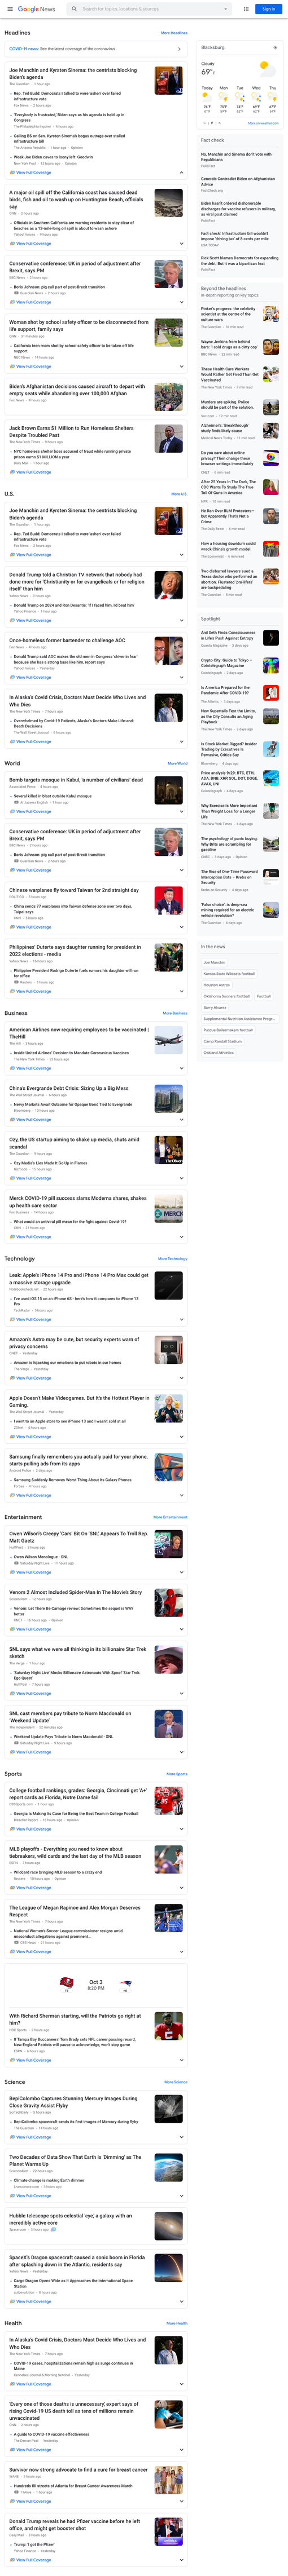 Google News
Search for topics, locations & sources
Sign in
Headlines
More Headlines
COVID-19 news: See the latest coverage of the coronavirus
Joe Manchin and Kyrsten Sinema: the centrists blocking
Biden's agenda
The Guardian · 1 hour ago
Rep. Ted Budd: Democrats I talked to were 'ashen' over failed
infrastructure vote
Fox News · 2 hours ago
'Everybody is frustrated,' Biden says as his agenda is held up in
Congress
The Philadelphia Inquirer · 4 hours ago
Calling BS on Sen. Kyrsten Sinema's bogus outrage over stalled
infrastructure bill
The Arizona Republic · 1 hour ago · Opinion
Weak Joe Biden caves to loony left: Goodwin
New York Post · 10 hours ago · Opinion
View Full Coverage
A major oil spill off the California coast has caused dead
birds, fish and oil to wash up on Huntington Beach, officials
say
CNN · 2 hours ago
Officials in Southern California are warning residents to stay clear of
beaches as a 13-mile long oil spill is about to wash ashore
Yahoo! Voices · 8 hours ago
View Full Coverage
Conservative conference: UK in period of adjustment after
Brexit, says PM
BBC News · 2 hours ago
Boris Johnson: pig cull part of post-Brexit transition
Guardian News · 2 hours ago
View Full Coverage
Woman shot by school safety officer to be disconnected from
life support, family says
CNN · 51 minutes ago
California teen mom shot by school safety officer to be taken off life
support
NBC News · 14 hours ago
View Full Coverage
Biden's Afghanistan decisions caused aircraft to depart with
empty seats while abandoning over 100,000 Afghan
Fox News · 4 hours ago
Jack Brown Earns $1 Million to Run Homeless Shelters
Despite Troubled Past
The New York Times · 5 hours ago
NYC homeless shelter boss accused of fraud while running private
prison earns $1 MILLION a year
Daily Mail · 1 hour ago
View Full Coverage
U.S.
More U.S.
Joe Manchin and Kyrsten Sinema: the centrists blocking
Biden's agenda
The Guardian · 1 hour ago
Rep. Ted Budd: Democrats I talked to were 'ashen' over failed
infrastructure vote
Fox News · 2 hours ago
View Full Coverage
Donald Trump told a Christian TV network that nobody had
done more for 'Christianity or for evangelicals or for religion
itself' than him
Yahoo News · 2 hours ago
Donald Trump on 2024 and Ron Desantis: 'If I faced him, I'd beat him'
Yahoo Finance · 1 hour ago
View Full Coverage
Once-homeless former bartender to challenge AOC
Fox News · 4 hours ago
Donald Trump said AOC makes the old men in Congress 'driven to fear'
because she has a strong base like him, report says
Yahoo! Voices · Yesterday
View Full Coverage
In Alaska's Covid Crisis, Doctors Must Decide Who Lives and
Who Dies
The New York Times · 7 hours ago
Overwhelmed by Covid-19 Patients, Alaska's Doctors Make Life-and-
Death Decisions
The Wall Street Journal · 4 hours ago
View Full Coverage
World
More World
Bomb targets mosque in Kabul, 'a number of civilians' dead
Associated Press · 4 hours ago
Several killed in blast outside Kabul mosque
Al Jazeera English · 1 hour ago
View Full Coverage
Conservative conference: UK in period of adjustment after
Brexit, says PM
BBC News · 2 hours ago
Boris Johnson: pig cull part of post-Brexit transition
Guardian News · 2 hours ago
View Full Coverage
Chinese warplanes fly toward Taiwan for 2nd straight day
China sends 77 warplanes into Taiwan defense zone over two days,
Taipei says
CNN · 5 hours ago
View Full Coverage
Philippines' Duterte says daughter running for president in
2022 elections - media
Yahoo News · 10 hours ago
Philippine President Rodrigo Duterte fuels rumors his daughter will run
for office
Reuters · 5 hours ago
View Full Coverage
Business
More Business
American Airlines now requiring employees to be vaccinated |
TheHill
The Hill · 3 hours ago
Inside United Airlines' Decision to Mandate Coronavirus Vaccines
The New York Times · 23 hours ago
View Full Coverage
China's Evergrande Debt Crisis: Sizing Up a Big Mess
The Wall Street Journal · 6 hours ago
Nervy Markets Await Outcome for Opaque Bond Tied to Evergrande
Bloomberg · 10 hours ago
View Full Coverage
Ozy, the US startup aiming to shake up media, shuts amid
scandal
The Guardian · 8 hours ago
Ozy Media's Lies Made It Go Up in Flames
Gizmodo · 15 hours ago
View Full Coverage
Merck COVID-19 pill success slams Moderna shares, shakes
up health care sector
Fox Business · 19 hours ago
What would an antiviral pill mean for the fight against Covid-19?
CNN · 21 hours ago
View Full Coverage
Technology
More Technology
Leak: Apple's iPhone 14 Pro and iPhone 14 Pro Max could get
a massive storage upgrade
Notebookcheck.net · 22 hours ago
I've used iOS 15 on an iPhone 6S - here's how it compares to iPhone 13
Pro
TechRadar · 5 hours ago
View Full Coverage
Amazon's Astro may be cute, but security experts warn of
privacy concerns
CNET · Yesterday
Amazon is hijacking our emotions to put robots in our homes
The Verge · Yesterday
View Full Coverage
Apple Doesn't Make Videogames. But It's the Hottest Player in
Gaming.
The Wall Street Journal · Yesterday
I went to an Apple store to see iPhone 13 and I wasn't sold at all
ZDNet · 8 hours ago
View Full Coverage
Samsung finally remembers you actually paid for your phone,
starts pulling ads from its apps
Android Police · 2 days ago
Samsung Suddenly Removes Worst Thing About Its Galaxy Phones
Forbes · 6 hours ago
View Full Coverage
Entertainment
More Entertainment
Owen Wilson's Creepy 'Cars' Bit On 'SNL' Appears To Troll Rep.
Matt Gaetz
HuffPost · 3 hours ago
Owen Wilson Monologue - SNL
Saturday Night Live · 11 hours ago
View Full Coverage
Venom 2 Almost Included Spider-Man In The Movie's Story
Screen Rant · 12 hours ago
Venom: Let There Be Carnage review: Sometimes the sequel is WAY
better
CNET · 16 hours ago · Opinion
View Full Coverage
SNL says what we were all thinking in its billionaire Star Trek
sketch
The Verge · 1 hour ago
'Saturday Night Live' Mocks Billionaire Astronauts With Spoof 'Star Trek:
Ego Quest'
HuffPost · 7 hours ago
View Full Coverage
SNL cast members pay tribute to Norm Macdonald on
'Weekend Update'
The Independent · 55 minutes ago
Weekend Update Pays Tribute to Norm Macdonald - SNL
Saturday Night Live · 9 hours ago
View Full Coverage
Sports
More Sports
College football rankings, grades: Georgia, Cincinnati get 'A+'
report cards as Florida, Notre Dame fail
CBSSports.com · 1 hour ago
Georgia Is Making Its Case for Being the Best Team in College Football
Bleacher Report · 16 hours ago · Opinion
View Full Coverage
MLB playoffs - Everything you need to know about
tiebreakers, wild cards and the last day of the MLB season
ESPN · 7 hours ago
Wildcard race bringing MLB season to a crazy end
Reuters · 10 hours ago · Opinion
View Full Coverage
The League of Megan Rapinoe and Alex Morgan Deserves
Respect
The New York Times · 7 hours ago
National Women's Soccer League commissioner resigns amid
misconduct allegations against prominent...
CBS News · 21 hours ago
View Full Coverage
Oct 3
8:20 PM
TB
NE
With Richard Sherman starting, will the Patriots go right at
him?
NBC Sports · 2 hours ago
If Tampa Bay Buccaneers' Tom Brady sets NFL career passing record,
New England Patriots will pause to acknowledge, won't stop game
ESPN · 6 hours ago
View Full Coverage
Science
More Science
BepiColombo Captures Stunning Mercury Images During
Close Gravity Assist Flyby
SciTechDaily · 5 hours ago
BepiColombo spacecraft sends its first images of Mercury during flyby
The Guardian · 14 hours ago
View Full Coverage
Two Decades of Data Show That Earth Is 'Dimming' as The
Planet Warms Up
ScienceAlert · 22 hours ago
Climate change is making Earth dimmer
Livescience.com · 2 hours ago
View Full Coverage
Hubble telescope spots celestial 'eye,' a galaxy with an
incredibly active core
Space.com · 3 hours ago
SpaceX's Dragon spacecraft caused a sonic boom in Florida
after splashing down in the Atlantic, residents say
Yahoo News · Yesterday
Cargo Dragon Opens Wide as It Approaches the International Space
Station
autoevolution · 8 hours ago
View Full Coverage
Health
More Health
In Alaska's Covid Crisis, Doctors Must Decide Who Lives and
Who Dies
The New York Times · 7 hours ago
COVID-19 cases, hospitalizations remain high as surge continues in
Maine
Kennebec Journal & Morning Sentinel · Yesterday
View Full Coverage
'Every one of those deaths is unnecessary,' expert says of
rising Covid-19 US death toll as tens of millions remain
unvaccinated
CNN · 2 hours ago
A guide to COVID-19 vaccine effectiveness
The Denver Post · Yesterday
View Full Coverage
Survivor now strong advocate to find a cure for breast cancer
Hundreds fill streets of Atlanta for Breast Cancer Awareness March
View Full Coverage
Donald Trump reveals he had Pfizer vaccine before he left
office, and might get booster shot
Daily Mail · 8 hours ago
Trump: 'I got the Pfizer'
Yahoo Finance · Yesterday
View Full Coverage
Blacksburg
Cloudy
69°F
Today
Mon
Tue
Wed
Thu
More on weather.com
Fact check
No, Manchin and Sinema don't vote with
Republicans
PolitiFact
Generals Contradict Biden on Afghanistan
Advice
FactCheck.org
Biden hasn't ordered dishonorable
discharges for vaccine refusers in military,
as viral post claimed
PolitiFact
Fact check: Infrastructure bill wouldn't
impose 'driving tax' of 8 cents per mile
USA TODAY
Rick Scott blames Democrats for expanding
the debt. But it was a bipartisan feat
PolitiFact
Beyond the headlines
In-depth reporting on key topics
Pinker's progress: the celebrity
scientist at the centre of the
culture wars
The Guardian · 31 min read
Wayne Jenkins from behind
bars: 'I sold drugs as a dirty cop'
BBC News · 22 min read
These Health Care Workers
Would Rather Get Fired Than Get
Vaccinated
The New York Times · 7 min read
Murders are spiking. Police
should be part of the solution.
Vox.com · 13 min read
Alzheimer's: 'Breakthrough'
study finds likely cause
Medical News Today · 11 min read
Do you care about online
privacy? Then change these
browser settings immediately
CNET · 6 min read
After 25 Years In The Dark, The
CDC Wants To Study The True
Toll Of Guns In America
NPR · 10 min read
He Ran Over BLM Protesters—
but Apparently That's Not a
Crime
The Daily Beast · 6 min read
How a housing downturn could
wreck China's growth model
The Economist · 8 min read
Two disbarred lawyers sued a
Texas doctor who performed an
abortion. Flustered 'pro-lifers'
are backpedaling
The Guardian · 5 min read
Spotlight
Anil Seth Finds Consciousness
in Life's Push Against Entropy
Quanta Magazine · 3 days ago
Crypto City: Guide to Tokyo –
Cointelegraph Magazine
Cointelegraph · 2 days ago
Is America Prepared for the
Pandemic After COVID-19?
The Atlantic · 4 days ago
New Supertalls Test the Limits,
as the City Consults an Aging
Playbook
The New York Times · 2 days ago
Is Stock Market Rigged? Insider
Trading by Executives Is
Pervasive, Critics Say
Bloomberg · 4 days ago
Price analysis 9/29: BTC, ETH,
ADA, BNB, XRP, SOL, DOT, DOGE,
AVAX, UNI
Cointelegraph · 4 days ago
Why Exercise Is More Important
Than Weight Loss for a Longer
Life
The New York Times · 4 days ago
The psychology of panic buying:
Why Brits are scrambling for
gasoline
CNBC · 3 days ago · Opinion
The Rise of One-Time Password
Interception Bots – Krebs on
Security
Krebs on Security · 4 days ago
'False choice': is deep-sea
mining required for an electric
vehicle revolution?
The Guardian · 4 days ago
In the news
Joe Manchin
Kansas State Wildcats football
Houston Astros
Oklahoma Sooners football
Football
Barry Alvarez
Supplemental Nutrition Assistance Progr...
Purdue Boilermakers football
Camp Randall Stadium
Oakland Athletics